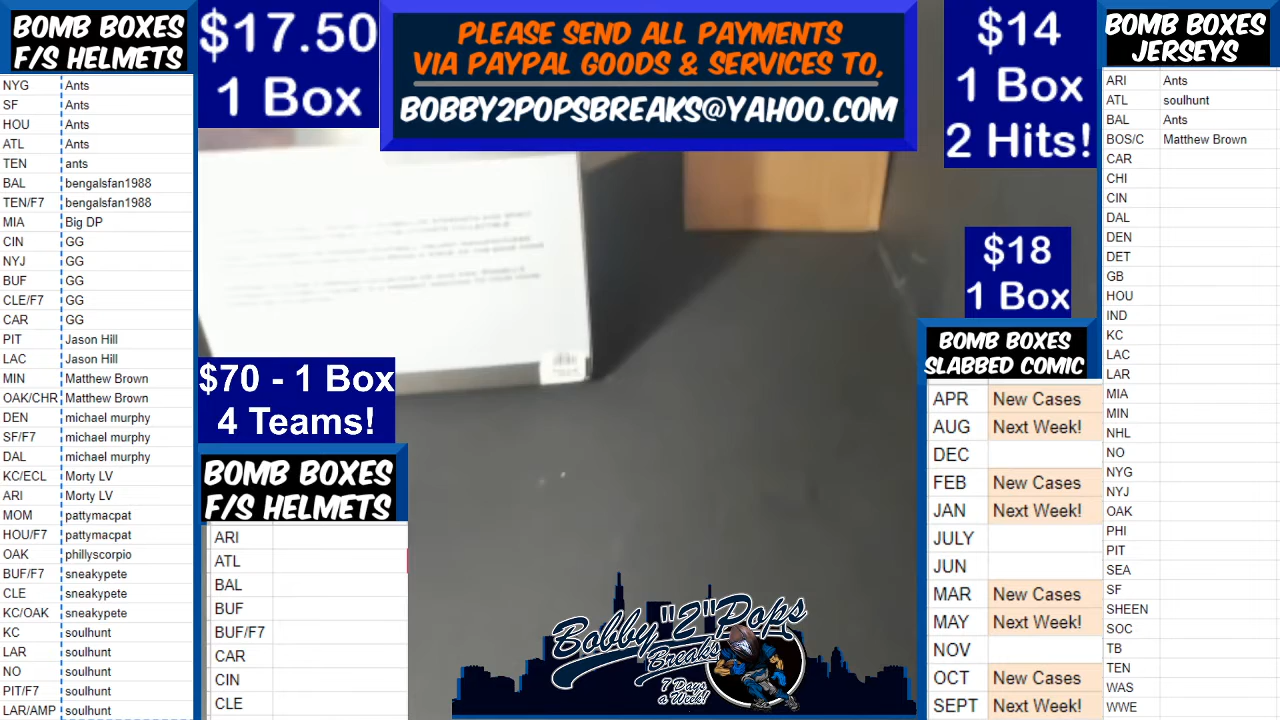 BOMB BOXES
F/S HELMETS
NYG Ants
SF Ants
HOU Ants
ATL Ants
TEN ants
BAL bengalsfan1988
TEN/F7 bengalsfan1988
MIA Big DP
CIN GG
NYJ GG
BUF GG
CLE/F7 GG
CAR GG
PIT Jason Hill
LAC Jason Hill
MIN Matthew Brown
OAK/CHR Matthew Brown
DEN michael murphy
SF/F7 michael murphy
DAL michael murphy
KC/ECL Morty LV
ARI Morty LV
MOM pattymacpat
HOU/F7 pattymacpat
OAK phillyscorpio
BUF/F7 sneakypete
CLE sneakypete
KC/OAK sneakypete
KC soulhunt
LAR soulhunt
NO soulhunt
PIT/F7 soulhunt
LAR/AMP soulhunt
$17.50
1 Box
PLEASE SEND ALL PAYMENTS
VIA PAYPAL GOODS & SERVICES TO,
BOBBY2POPSBREAKS@YAHOO.COM
$14
1 Box
2 Hits!
$18
1 Box
$70 - 1 Box
4 Teams!
BOMB BOXES
F/S HELMETS
ARI
ATL
BAL
BUF
BUF/F7
CAR
CIN
CLE
Bobby "2" Pops
Breaks
7 Days
a Week!
BOMB BOXES
SLABBED COMIC
APR New Cases
AUG Next Week!
DEC
FEB New Cases
JAN Next Week!
JULY
JUN
MAR New Cases
MAY Next Week!
NOV
OCT New Cases
SEPT Next Week!
BOMB BOXES
JERSEYS
ARI Ants
ATL soulhunt
BAL Ants
BOS/C Matthew Brown
CAR
CHI
CIN
DAL
DEN
DET
GB
HOU
IND
KC
LAC
LAR
MIA
MIN
NHL
NO
NYG
NYJ
OAK
PHI
PIT
SEA
SF
SHEEN
SOC
TB
TEN
WAS
WWE